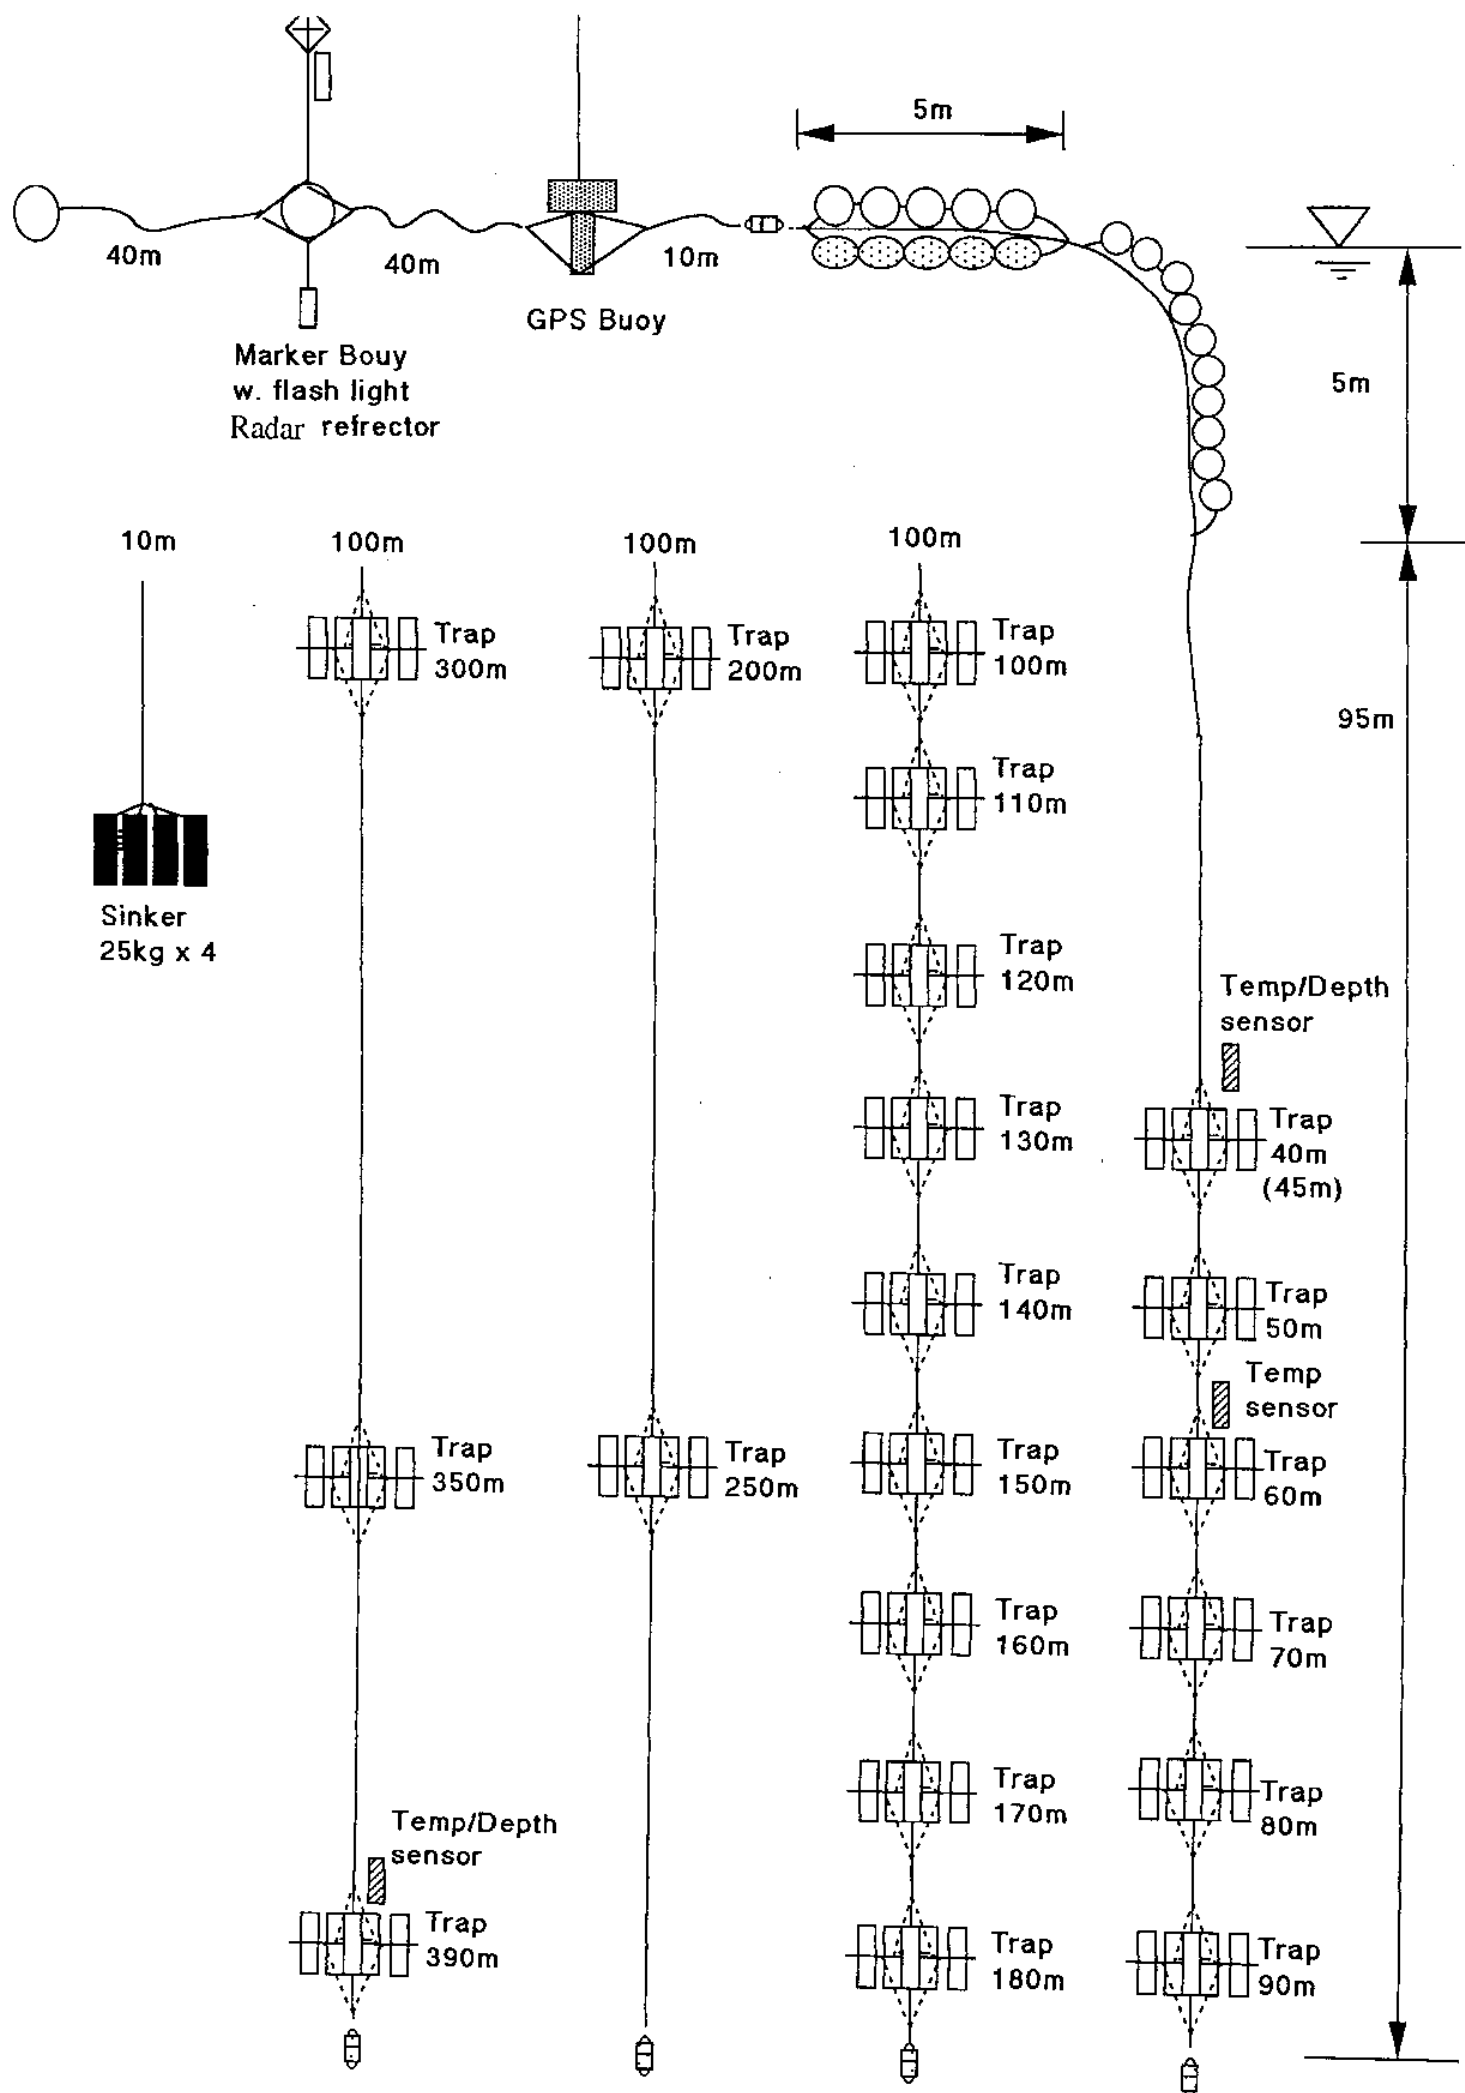 5m
40m
40m
10m
GPS Buoy
Marker Bouy
w. flash light
Radar refrector
5m
10m
100m
100m
100m
Trap
300m
Trap
200m
Trap
100m
95m
Trap
110m
Sinker
25kg x 4
Trap
120m
Temp/Depth
sensor
Trap
130m
Trap
40m
(45m)
Trap
140m
Trap
50m
Temp
sensor
Trap
350m
Trap
250m
Trap
150m
Trap
60m
Trap
160m
Trap
70m
Trap
170m
Trap
80m
Temp/Depth
sensor
Trap
390m
Trap
180m
Trap
90m